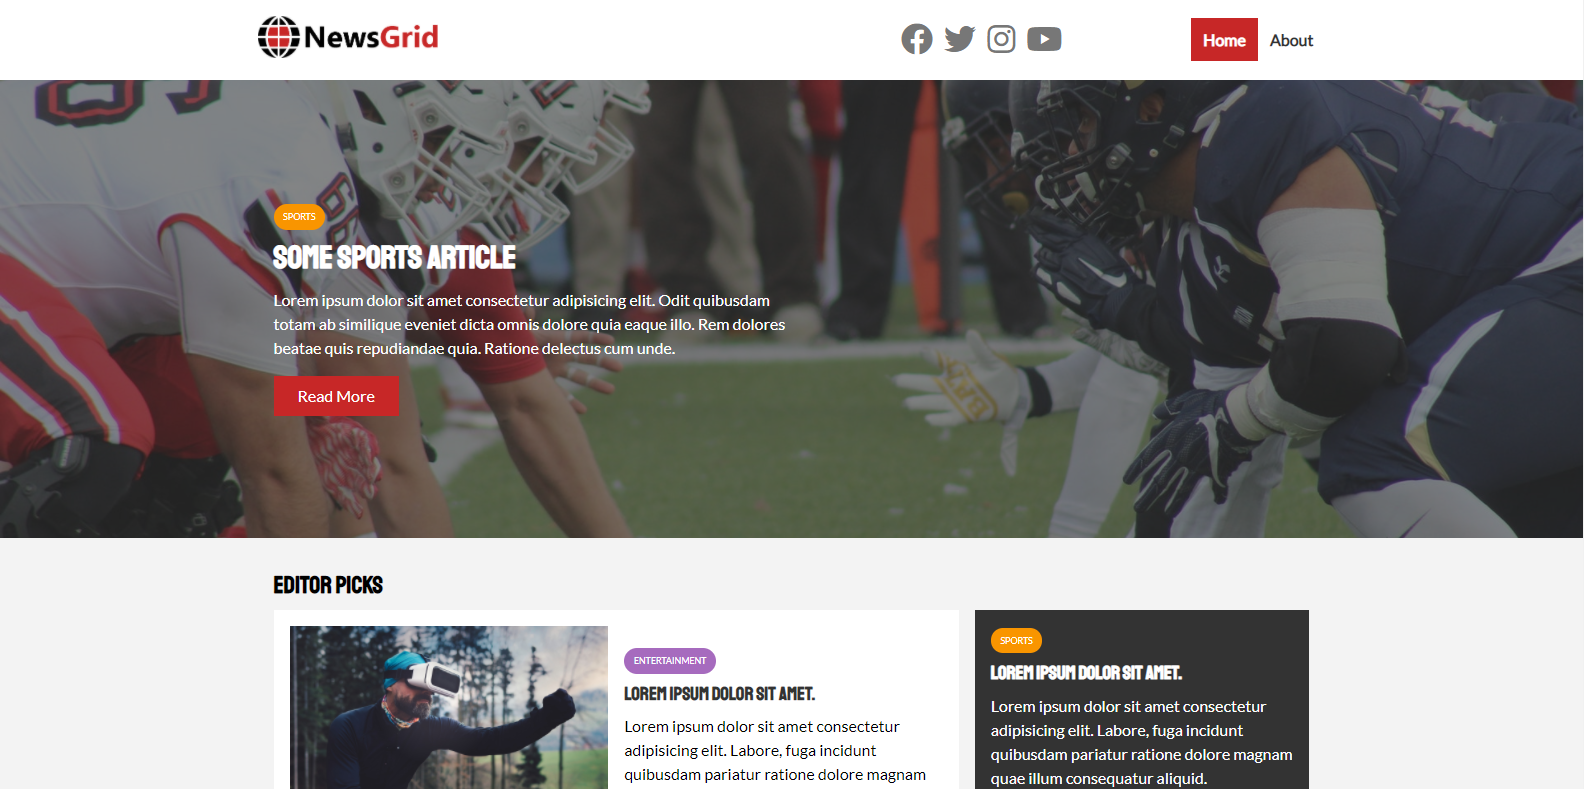 NewsGrid
Home
About
SPORTS
SOME SPORTS ARTICLE
Lorem ipsum dolor sit amet consectetur adipisicing elit. Odit quibusdam
totam ab similique eveniet dicta omnis dolore quia eaque illo. Rem dolores
beatae quis repudiandae quia. Ratione delectus cum unde.
Read More
EDITOR PICKS
ENTERTAINMENT
LOREM IPSUM DOLOR SIT AMET.
Lorem ipsum dolor sit amet consectetur
adipisicing elit. Labore, fuga incidunt
quibusdam pariatur ratione dolore magnam
SPORTS
LOREM IPSUM DOLOR SIT AMET.
Lorem ipsum dolor sit amet consectetur
adipisicing elit. Labore, fuga incidunt
quibusdam pariatur ratione dolore magnam
quae illum consequatur aliquid.